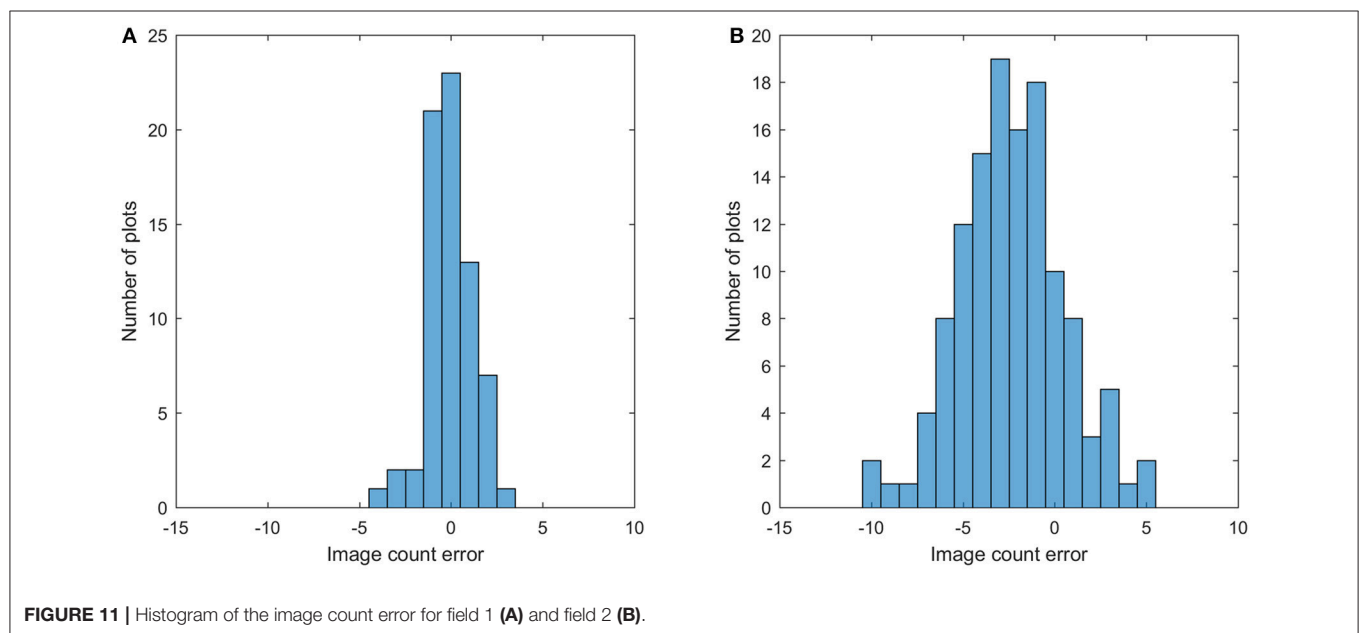 A
25
20
15
10
5
0
-15 -10 -5 0 5 10
Number of plots
Image count error
B
20
18
16
14
12
10
8
6
4
2
0
-15 -10 -5 0 5 10
Number of plots
Image count error
FIGURE 11 | Histogram of the image count error for field 1 (A) and field 2 (B).